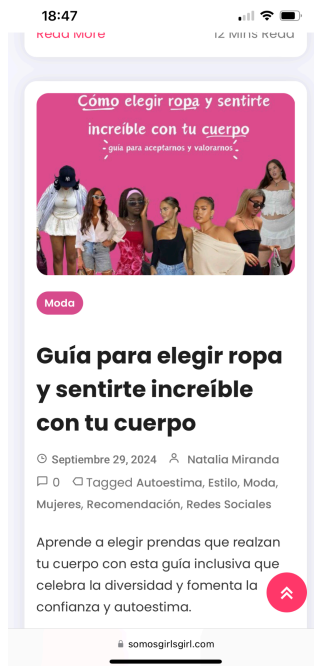 18:47
Read More 12 Mins Read
Cómo elegir ropa y sentirte
increíble con tu cuerpo
- guía para aceptarnos y valorarnos -
Moda
Guía para elegir ropa
y sentirte increíble
con tu cuerpo
Septiembre 29, 2024 Natalia Miranda
0 Tagged Autoestima, Estilo, Moda,
Mujeres, Recomendación, Redes Sociales
Aprende a elegir prendas que realzan
tu cuerpo con esta guía inclusiva que
celebra la diversidad y fomenta la
confianza y autoestima.
somosgirlsgirl.com